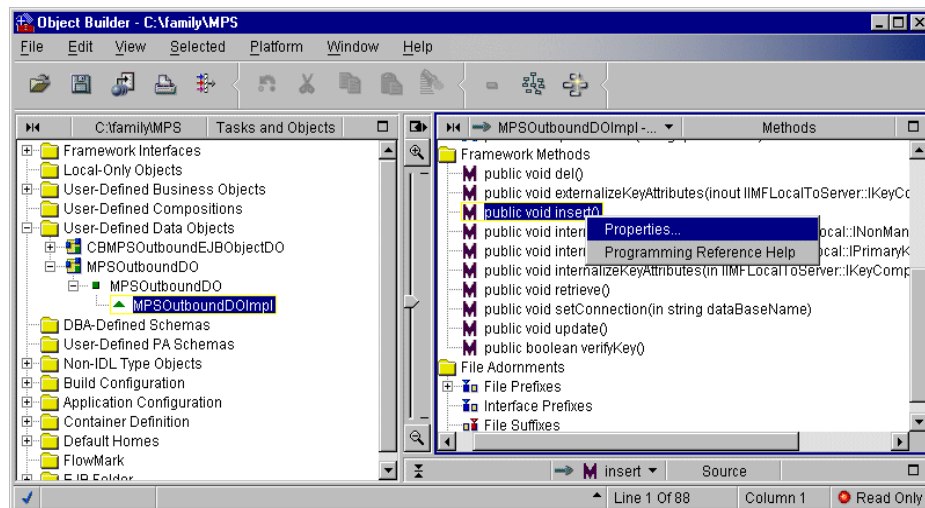 Object Builder - C:\family\MPS
File Edit View Selected Platform Window Help
C:\family\MPS Tasks and Objects
Framework Interfaces
Local-Only Objects
User-Defined Business Objects
User-Defined Compositions
User-Defined Data Objects
CBMPSOutboundEJBObjectDO
MPSOutboundDO
MPSOutboundDO
MPSOutboundDOImpl
DBA-Defined Schemas
User-Defined PA Schemas
Non-IDL Type Objects
Build Configuration
Application Configuration
Container Definition
Default Homes
FlowMark
EJB Folder
MPSOutboundDOImpl -... Methods
Framework Methods
public void del()
public void externalizeKeyAttributes(inout IIMFLocalToServer::IKeyCo
public void insert()
public void inter ocal::INonMan
public void inter ocal::IPrimaryK
public void internalizeKeyAttributes(in IIMFLocalToServer::IKeyComp
public void retrieve()
public void setConnection(in string dataBaseName)
public void update()
public boolean verifyKey()
File Adornments
File Prefixes
Interface Prefixes
File Suffixes
Properties...
Programming Reference Help
M insert Source
Line 1 Of 88 Column 1 Read Only